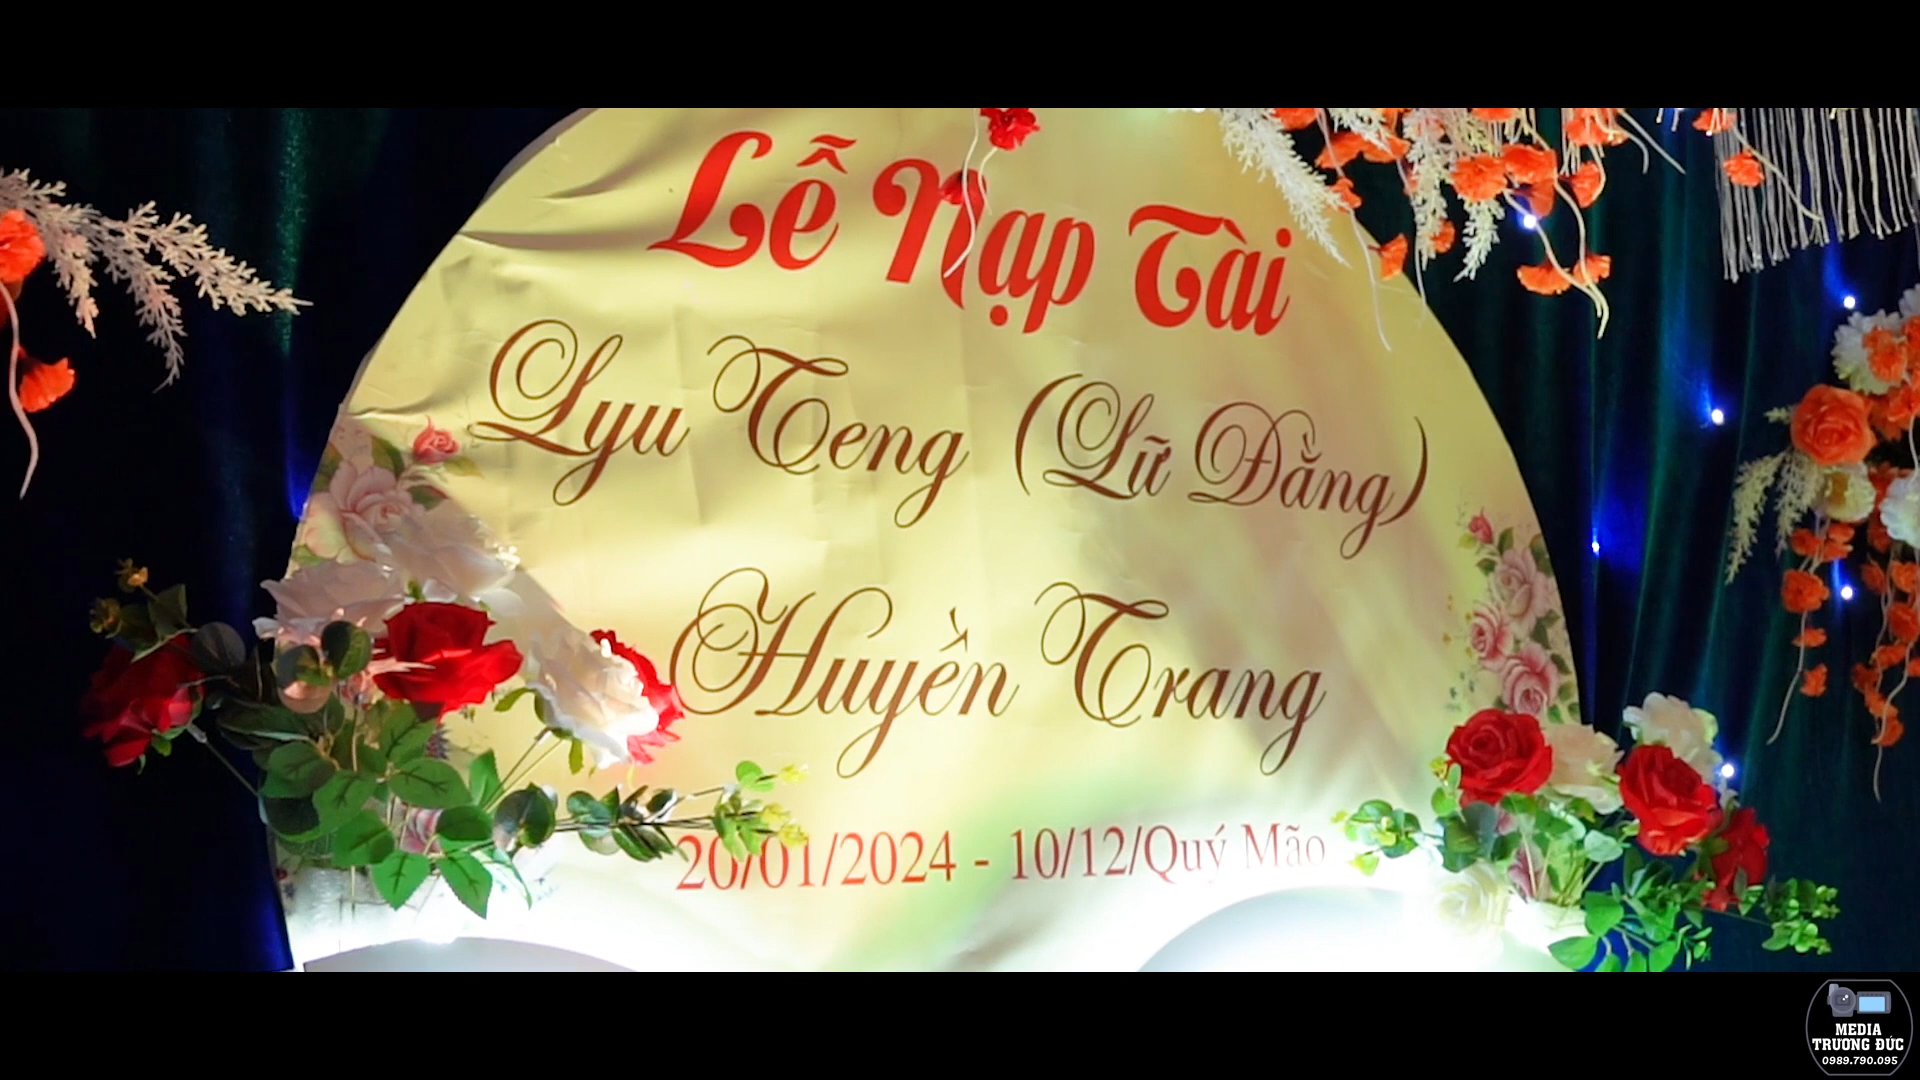 Lễ Nạp Tài
Lyu Teng (Lữ Đằng)
Huyền Trang
20/01/2024 - 10/12/Quý Mão
MEDIA
TRƯƠNG ĐỨC
0989.790.095